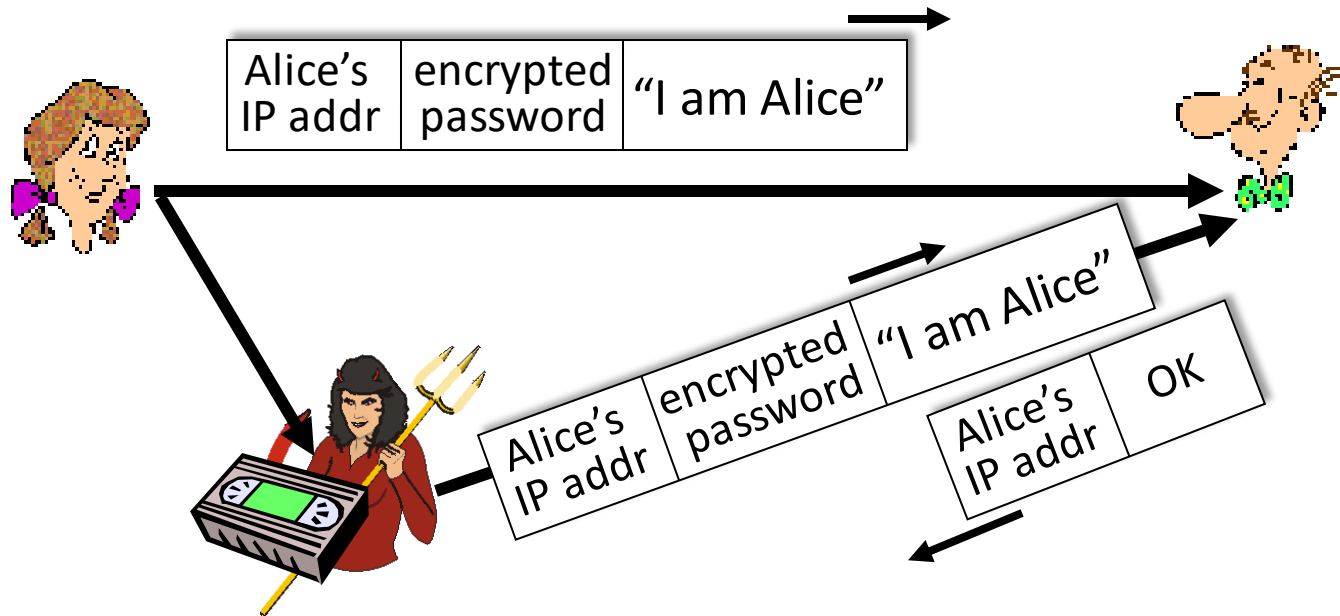 Alice’s
IP addr
encrypted
password
“I am Alice”
Alice’s
IP addr
encrypted
password
“I am Alice”
Alice’s
IP addr
OK